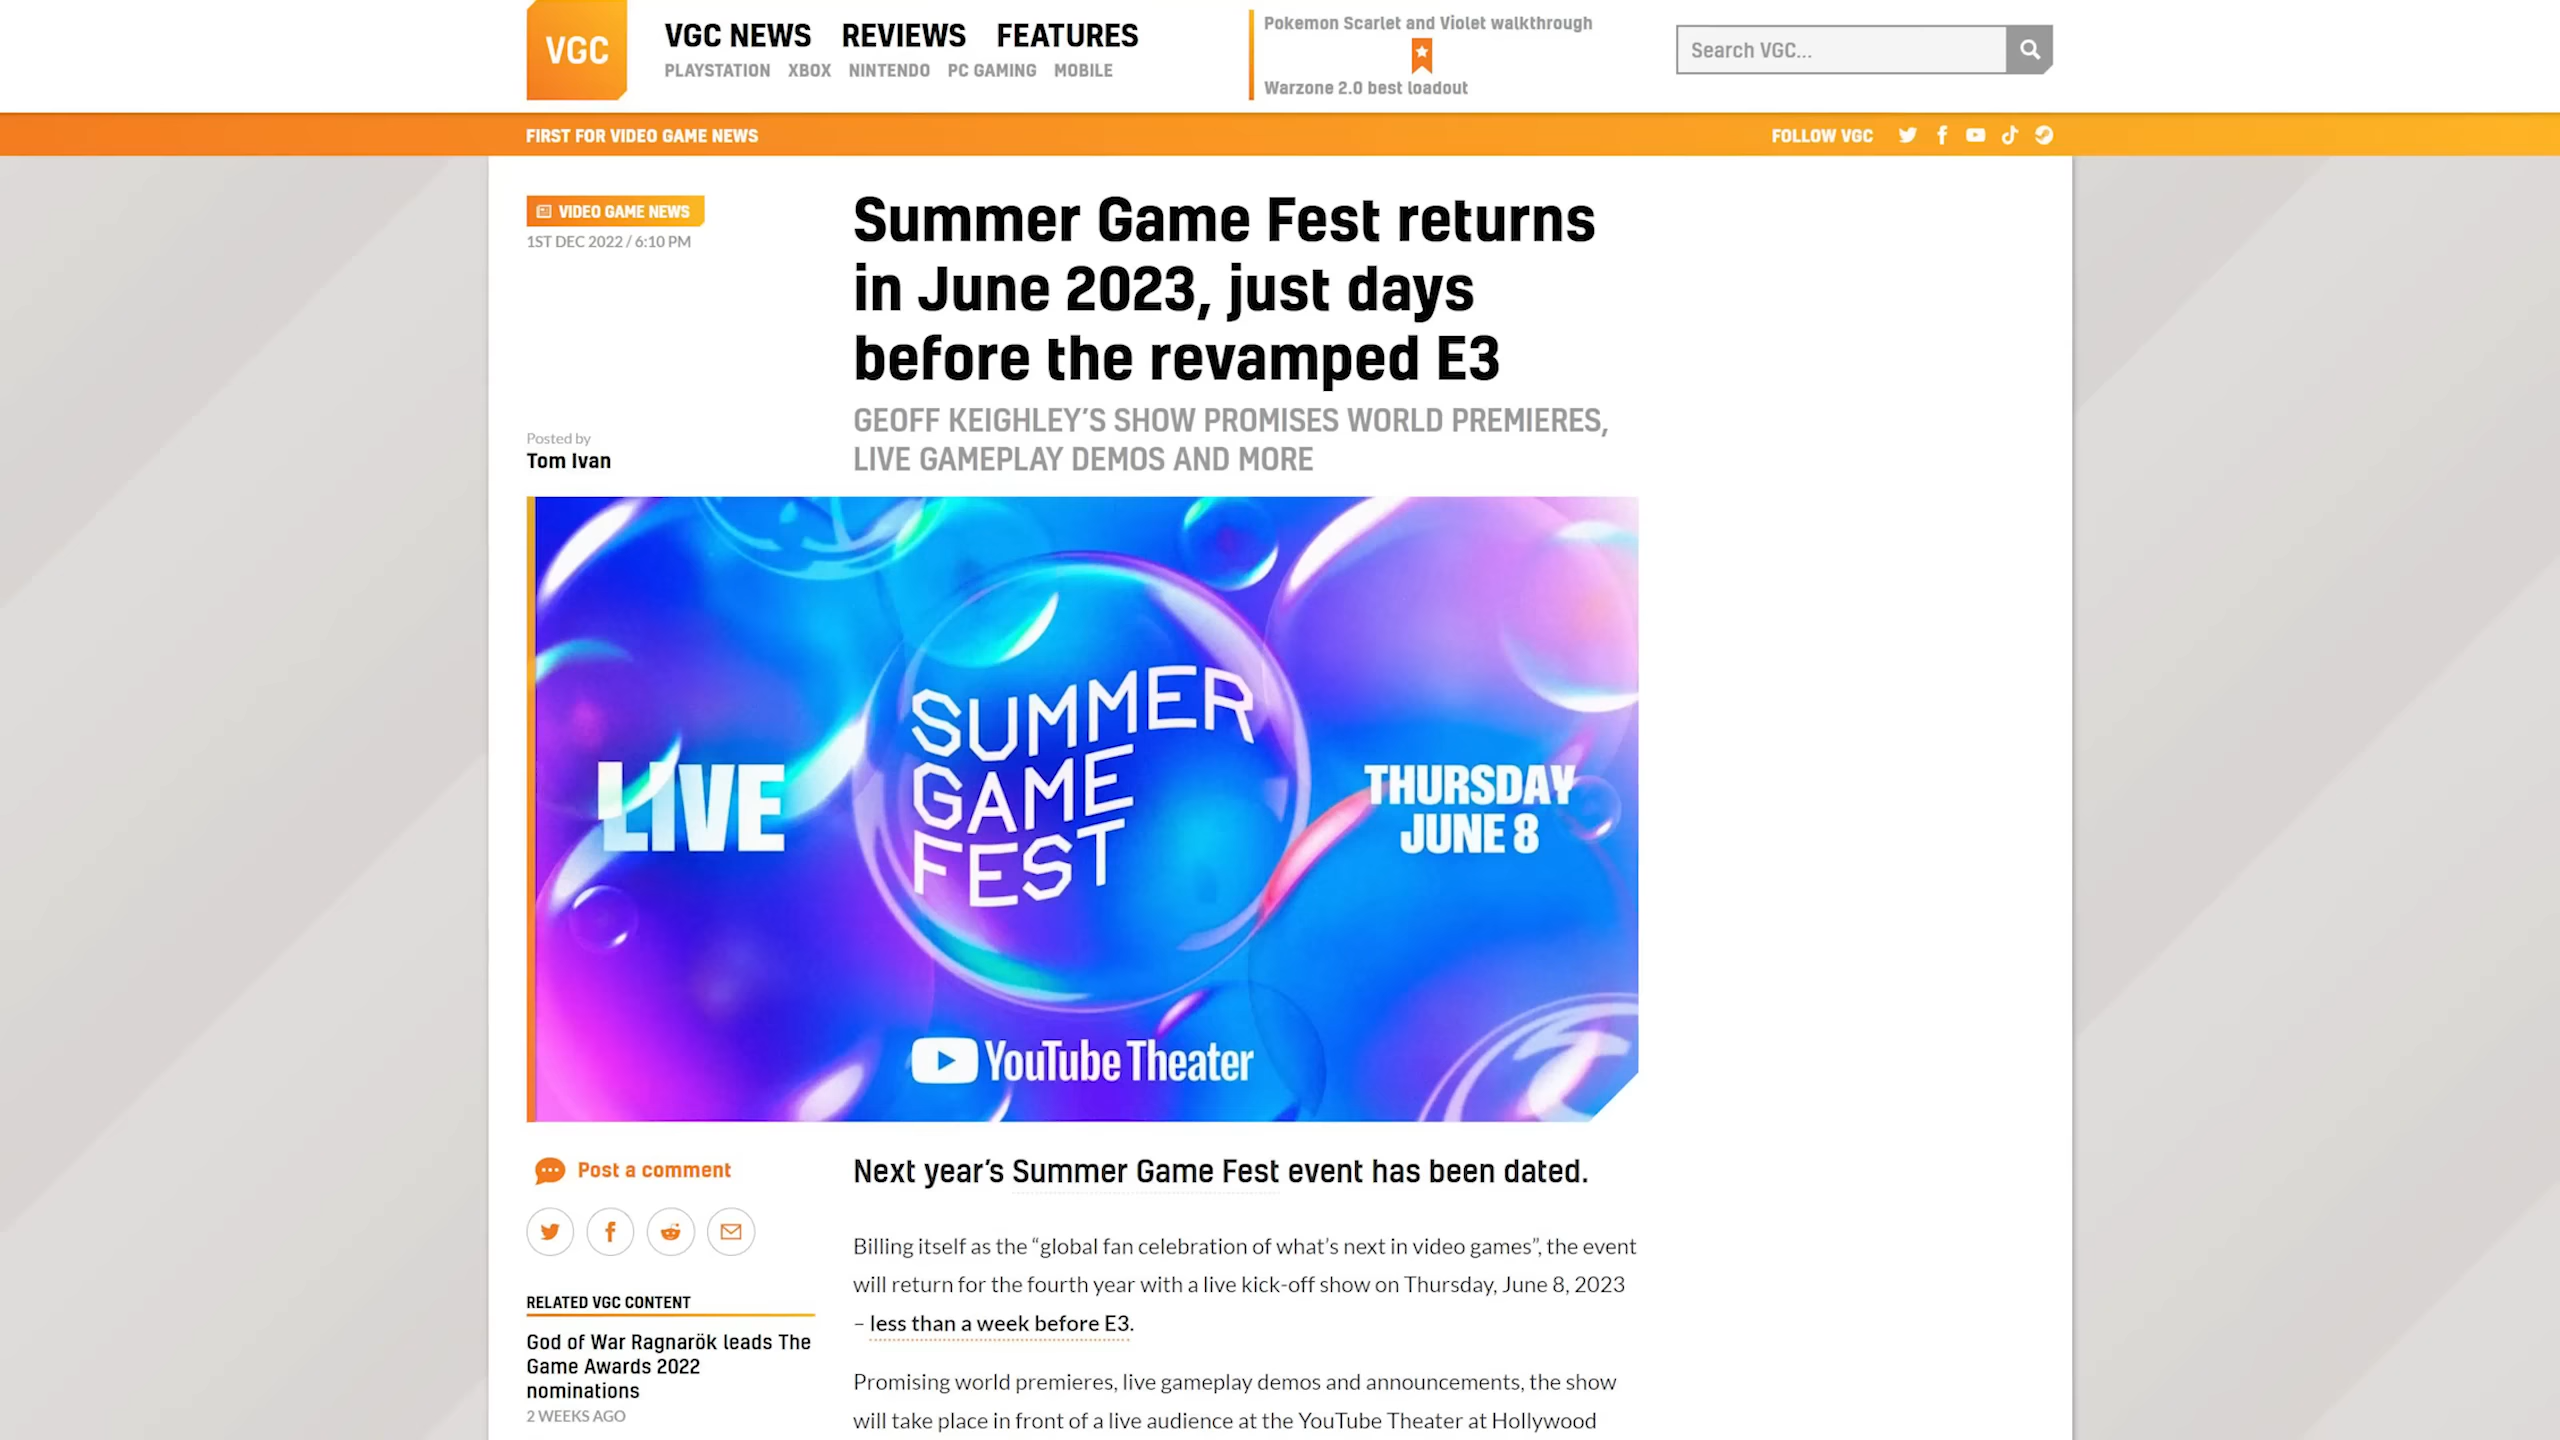 VGC
VGC NEWS REVIEWS FEATURES
PLAYSTATION XBOX NINTENDO PC GAMING MOBILE
Pokemon Scarlet and Violet walkthrough
Warzone 2.0 best loadout
Search VGC...
FIRST FOR VIDEO GAME NEWS
FOLLOW VGC
VIDEO GAME NEWS
1ST DEC 2022 / 6:10 PM
Posted by
Tom Ivan
Summer Game Fest returns
in June 2023, just days
before the revamped E3
GEOFF KEIGHLEY’S SHOW PROMISES WORLD PREMIERES,
LIVE GAMEPLAY DEMOS AND MORE
LIVE
SUMMER
GAME
FEST
THURSDAY
JUNE 8
YouTube Theater
Post a comment
RELATED VGC CONTENT
God of War Ragnarök leads The
Game Awards 2022
nominations
2 WEEKS AGO
Next year’s Summer Game Fest event has been dated.
Billing itself as the “global fan celebration of what’s next in video games”, the event
will return for the fourth year with a live kick-off show on Thursday, June 8, 2023
– less than a week before E3.
Promising world premieres, live gameplay demos and announcements, the show
will take place in front of a live audience at the YouTube Theater at Hollywood